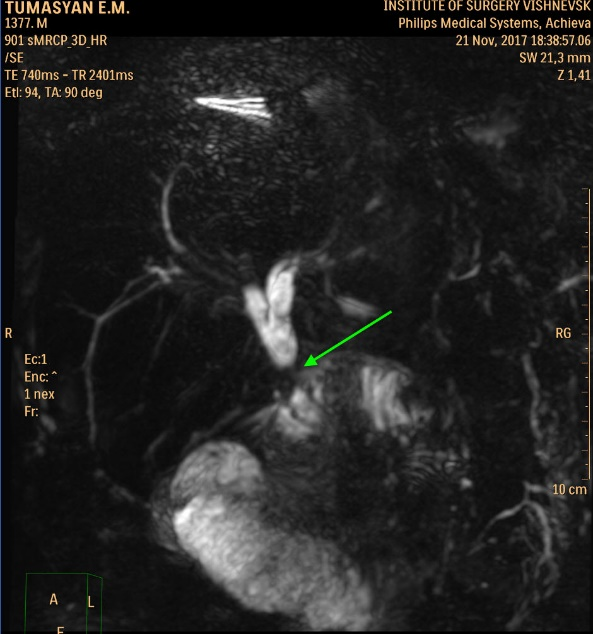 TUMASYAN E.M.
1377. M
901 sMRCP_3D_HR
/SE
TE 740ms - TR 2401ms
Etl: 94, TA: 90 deg
INSTITUTE OF SURGERY VISHNEVSK
Philips Medical Systems, Achieva
21 Nov, 2017 18:38:57.06
SW 21,3 mm
Z 1,41
R
RG
Ec:1
Enc: ^
1 nex
Fr:
10 cm
A
L